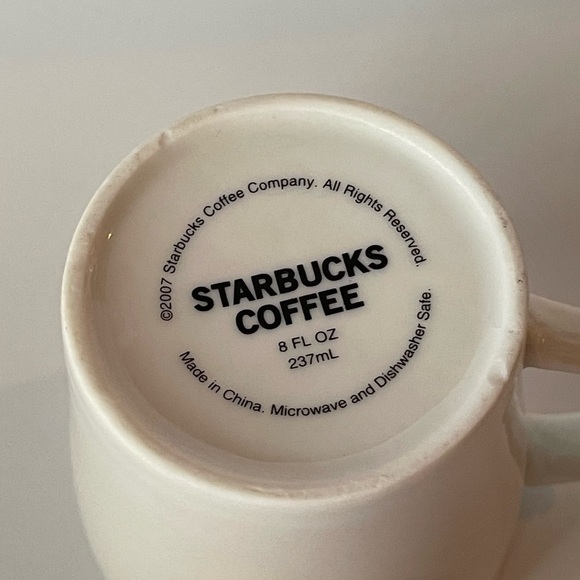 ©2007 Starbucks Coffee Company. All Rights Reserved.
STARBUCKS
COFFEE
8 FL OZ
237mL
Made in China. Microwave and Dishwasher Safe.